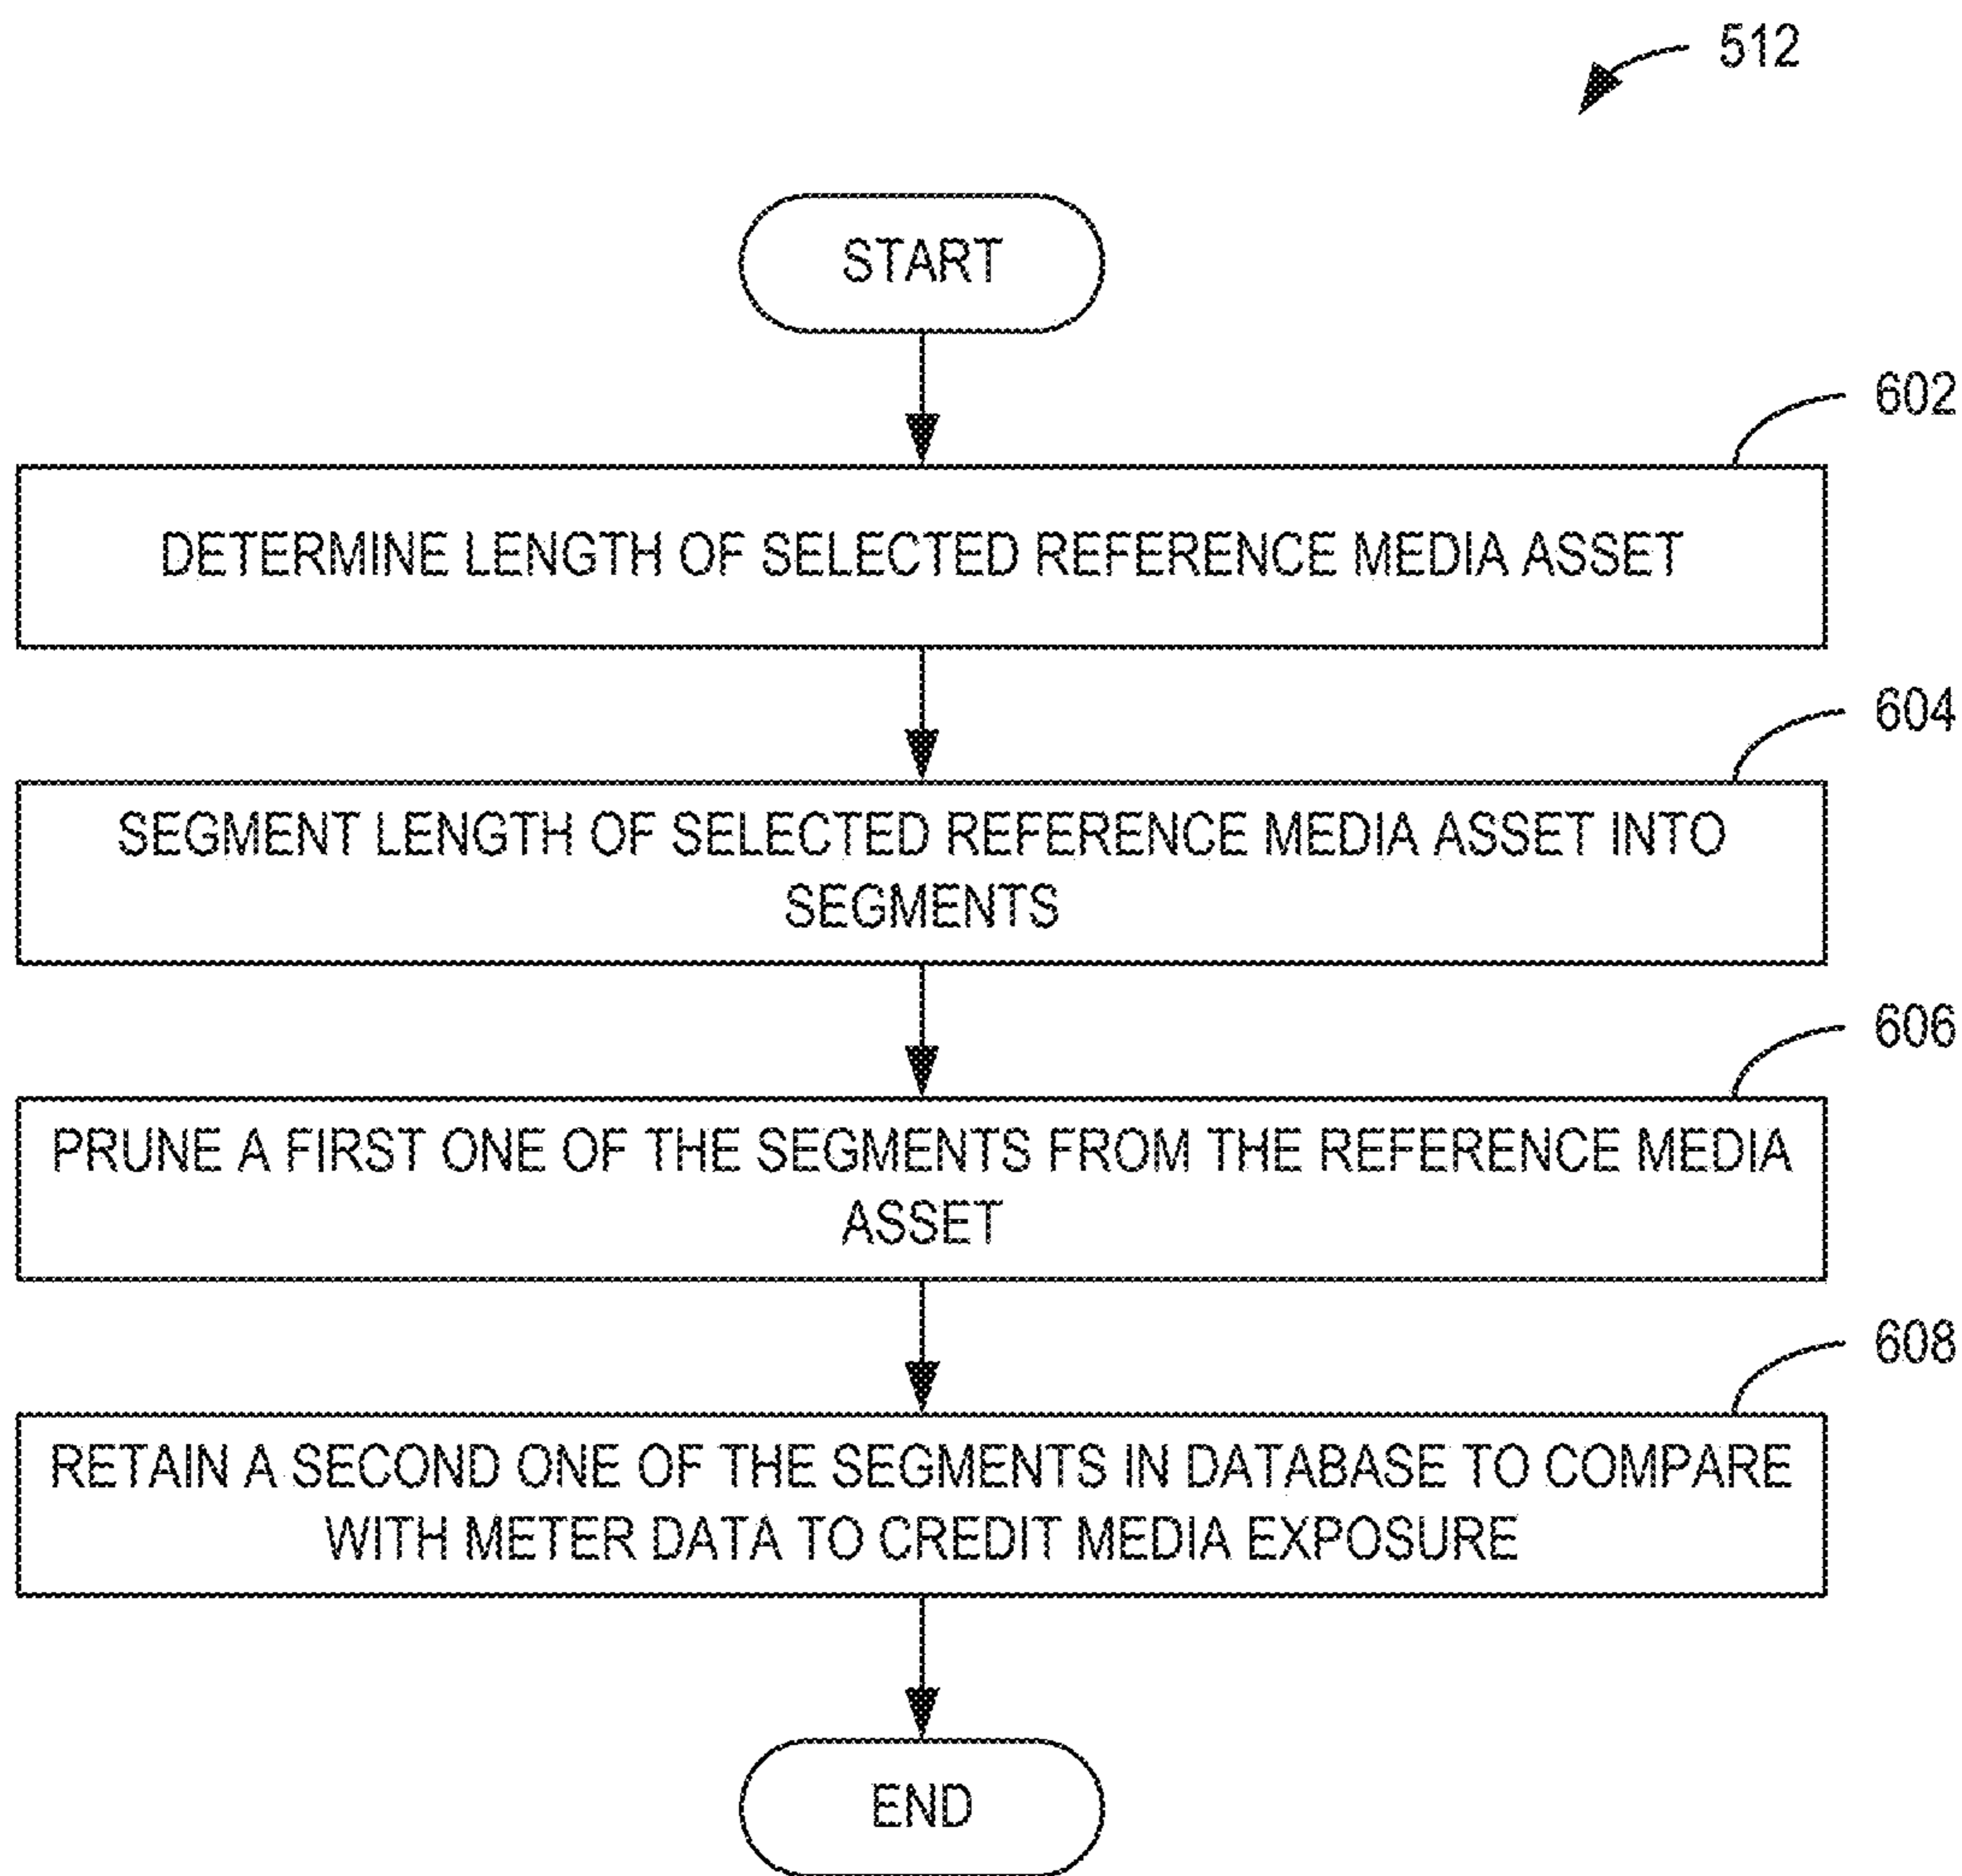 512
START
602
DETERMINE LENGTH OF SELECTED REFERENCE MEDIA ASSET
604
SEGMENT LENGTH OF SELECTED REFERENCE MEDIA ASSET INTO
SEGMENTS
606
PRUNE A FIRST ONE OF THE SEGMENTS FROM THE REFERENCE MEDIA
ASSET
608
RETAIN A SECOND ONE OF THE SEGMENTS IN DATABASE TO COMPARE
WITH METER DATA TO CREDIT MEDIA EXPOSURE
END